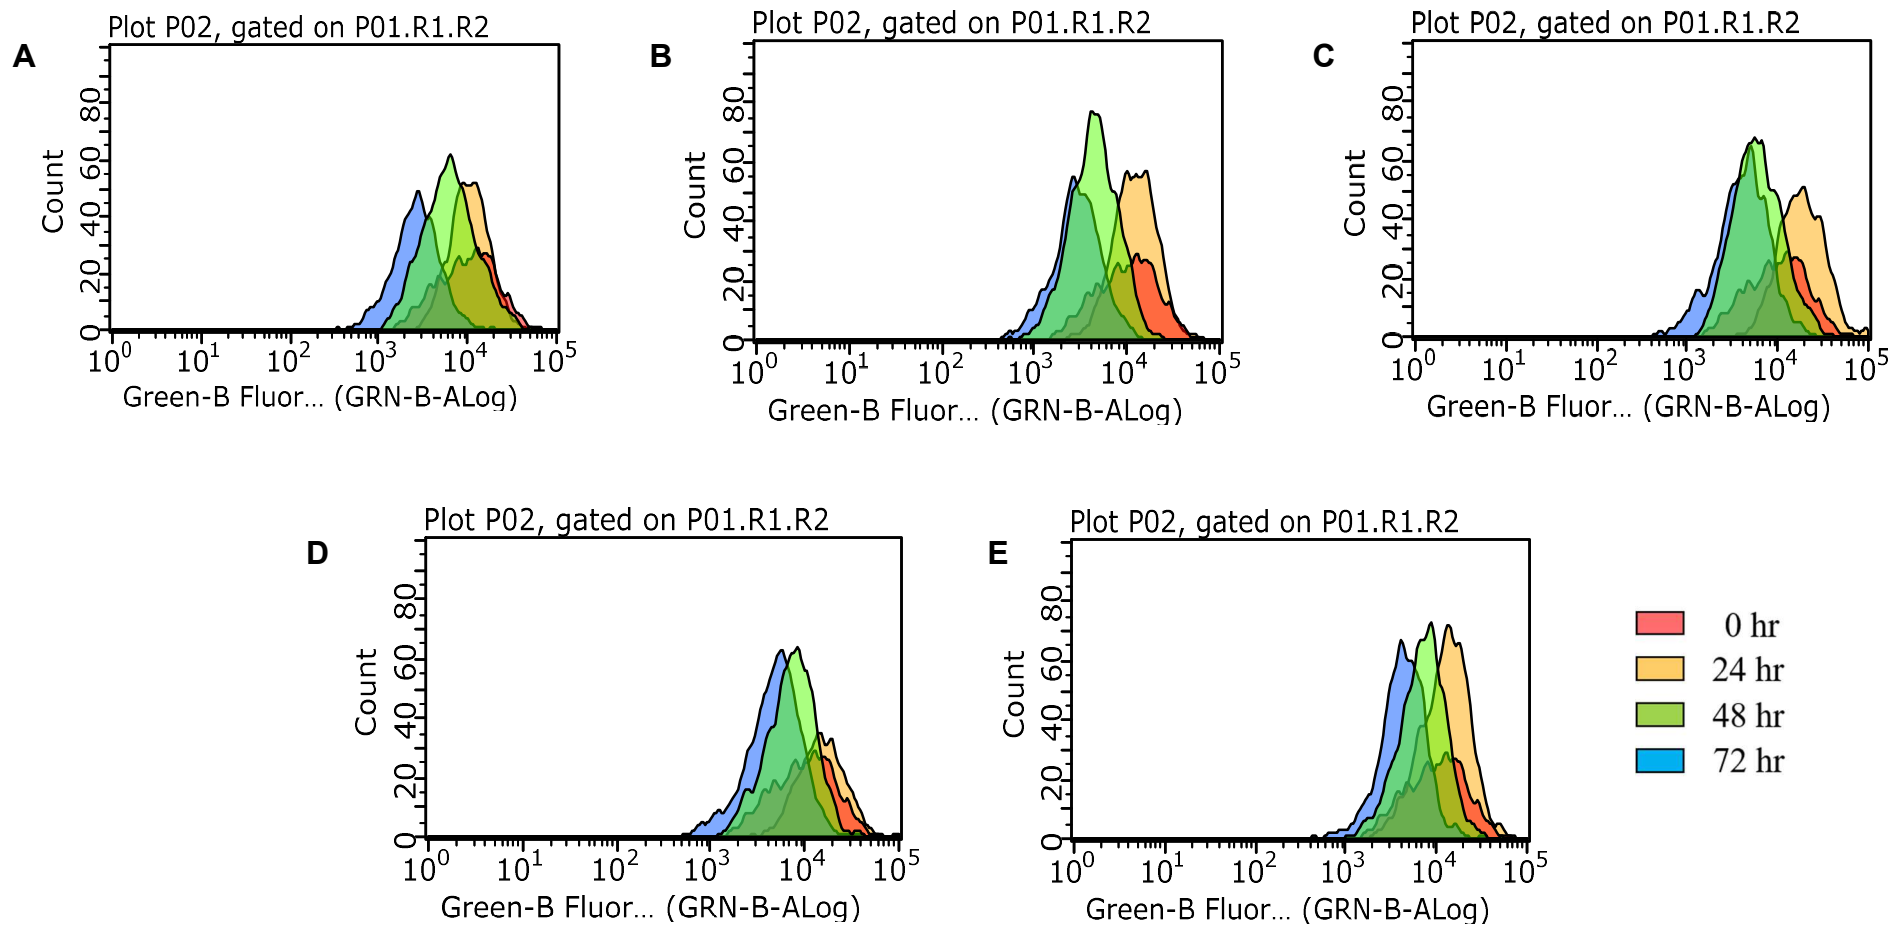 A
Plot P02, gated on P01.R1.R2
Count
0 20 40 60 80
10^0 10^1 10^2 10^3 10^4 10^5
Green-B Fluor... (GRN-B-ALog)
B
Plot P02, gated on P01.R1.R2
Count
0 20 40 60 80
10^0 10^1 10^2 10^3 10^4 10^5
Green-B Fluor... (GRN-B-ALog)
C
Plot P02, gated on P01.R1.R2
Count
0 20 40 60 80
10^0 10^1 10^2 10^3 10^4 10^5
Green-B Fluor... (GRN-B-ALog)
D
Plot P02, gated on P01.R1.R2
Count
0 20 40 60 80
10^0 10^1 10^2 10^3 10^4 10^5
Green-B Fluor... (GRN-B-ALog)
E
Plot P02, gated on P01.R1.R2
Count
0 20 40 60 80
10^0 10^1 10^2 10^3 10^4 10^5
Green-B Fluor... (GRN-B-ALog)
0 hr
24 hr
48 hr
72 hr